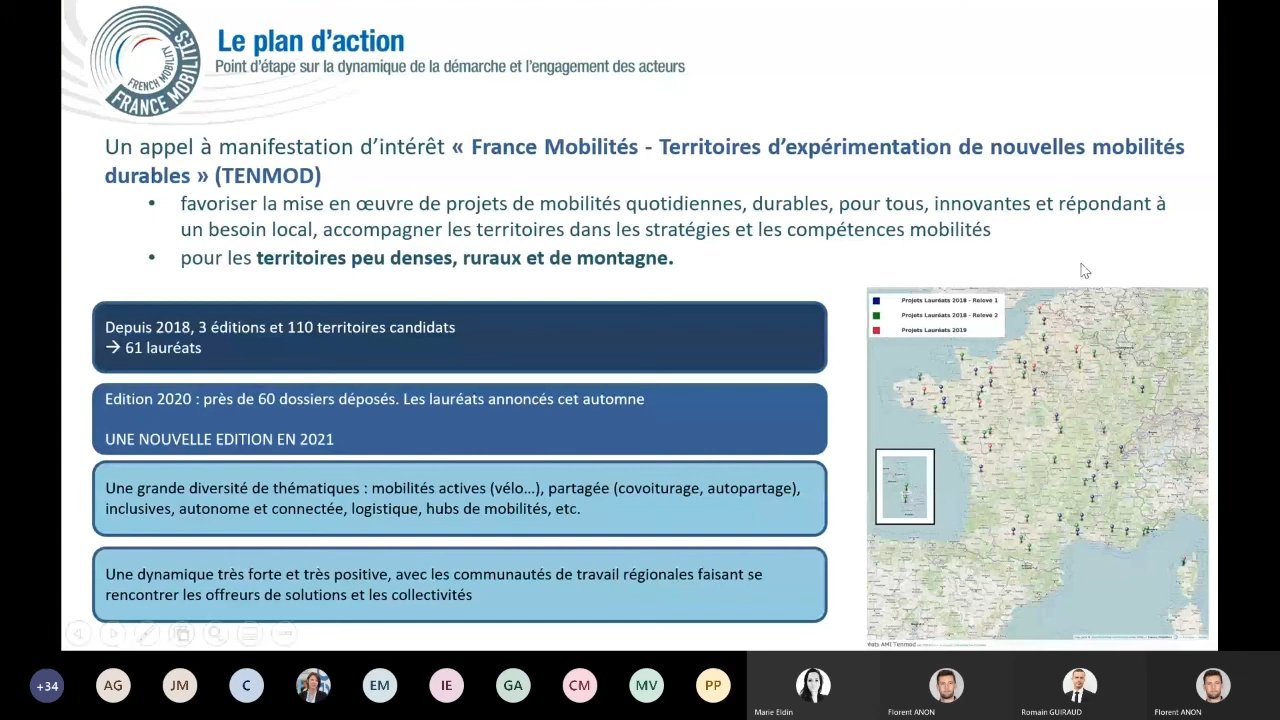 FRENCH MOBILITY
FRANCE MOBILITÉS
Le plan d’action
Point d’étape sur la dynamique de la démarche et l’engagement des acteurs
Un appel à manifestation d’intérêt « France Mobilités - Territoires d’expérimentation de nouvelles mobilités
durables » (TENMOD)
• favoriser la mise en œuvre de projets de mobilités quotidiennes, durables, pour tous, innovantes et répondant à
un besoin local, accompagner les territoires dans les stratégies et les compétences mobilités
• pour les territoires peu denses, ruraux et de montagne.
Depuis 2018, 3 éditions et 110 territoires candidats
→ 61 lauréats
Edition 2020 : près de 60 dossiers déposés. Les lauréats annoncés cet automne
UNE NOUVELLE EDITION EN 2021
Une grande diversité de thématiques : mobilités actives (vélo…), partagée (covoiturage, autopartage),
inclusives, autonome et connectée, logistique, hubs de mobilités, etc.
Une dynamique très forte et très positive, avec les communautés de travail régionales faisant se
rencontrer les offreurs de solutions et les collectivités
Projets Lauréats 2018 - Relevé 1
Projets Lauréats 2018 - Relevé 2
Projets Lauréats 2019
ats AMI Tenmod
+34
AG
JM
C
EM
IE
GA
CM
MV
PP
Marie Eldin
Florent ANON
Romain GUIRAUD
Florent ANON